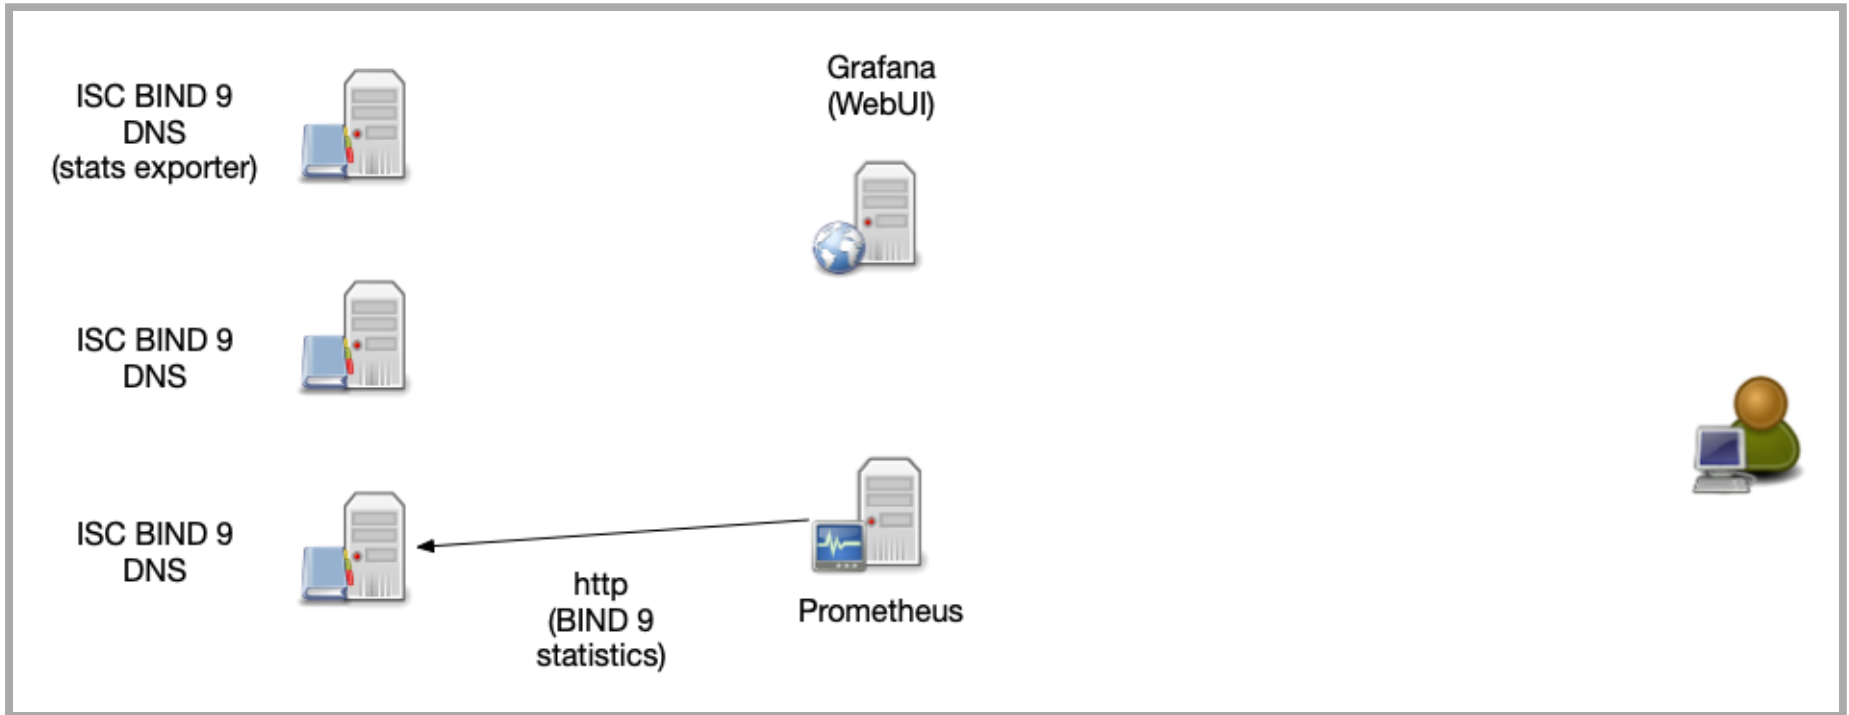 ISC BIND 9
DNS
(stats exporter)
Grafana
(WebUI)
ISC BIND 9
DNS
ISC BIND 9
DNS
http
(BIND 9
statistics)
Prometheus